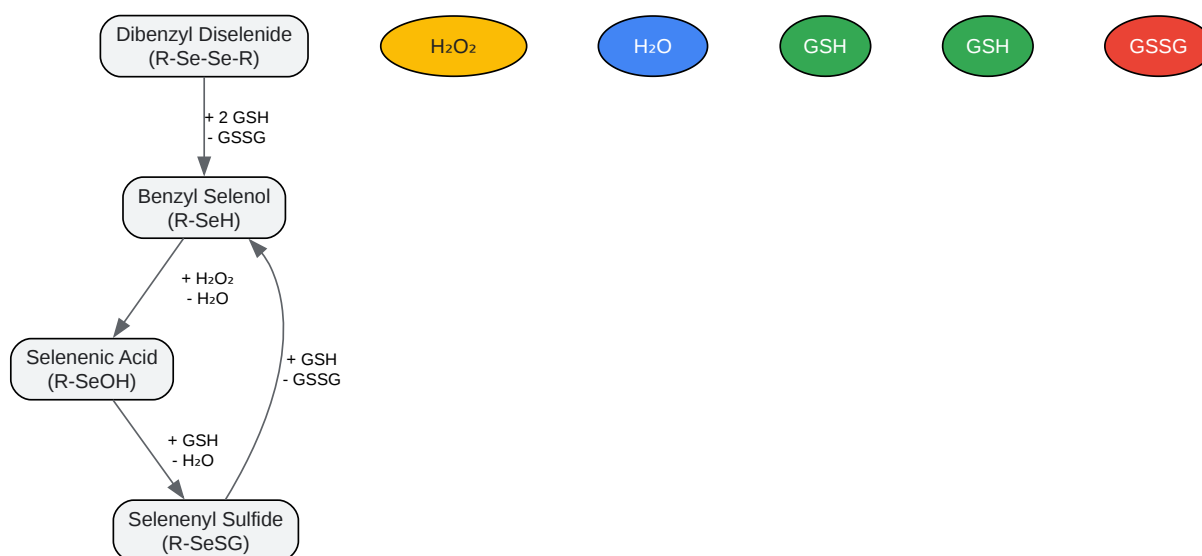 Dibenzyl Diselenide
(R-Se-Se-R)
H₂O₂
H₂O
GSH
GSH
GSSG
+ 2 GSH
- GSSG
Benzyl Selenol
(R-SeH)
+ H₂O₂
- H₂O
Selenenic Acid
(R-SeOH)
+ GSH
- GSSG
+ GSH
- H₂O
Selenenyl Sulfide
(R-SeSG)